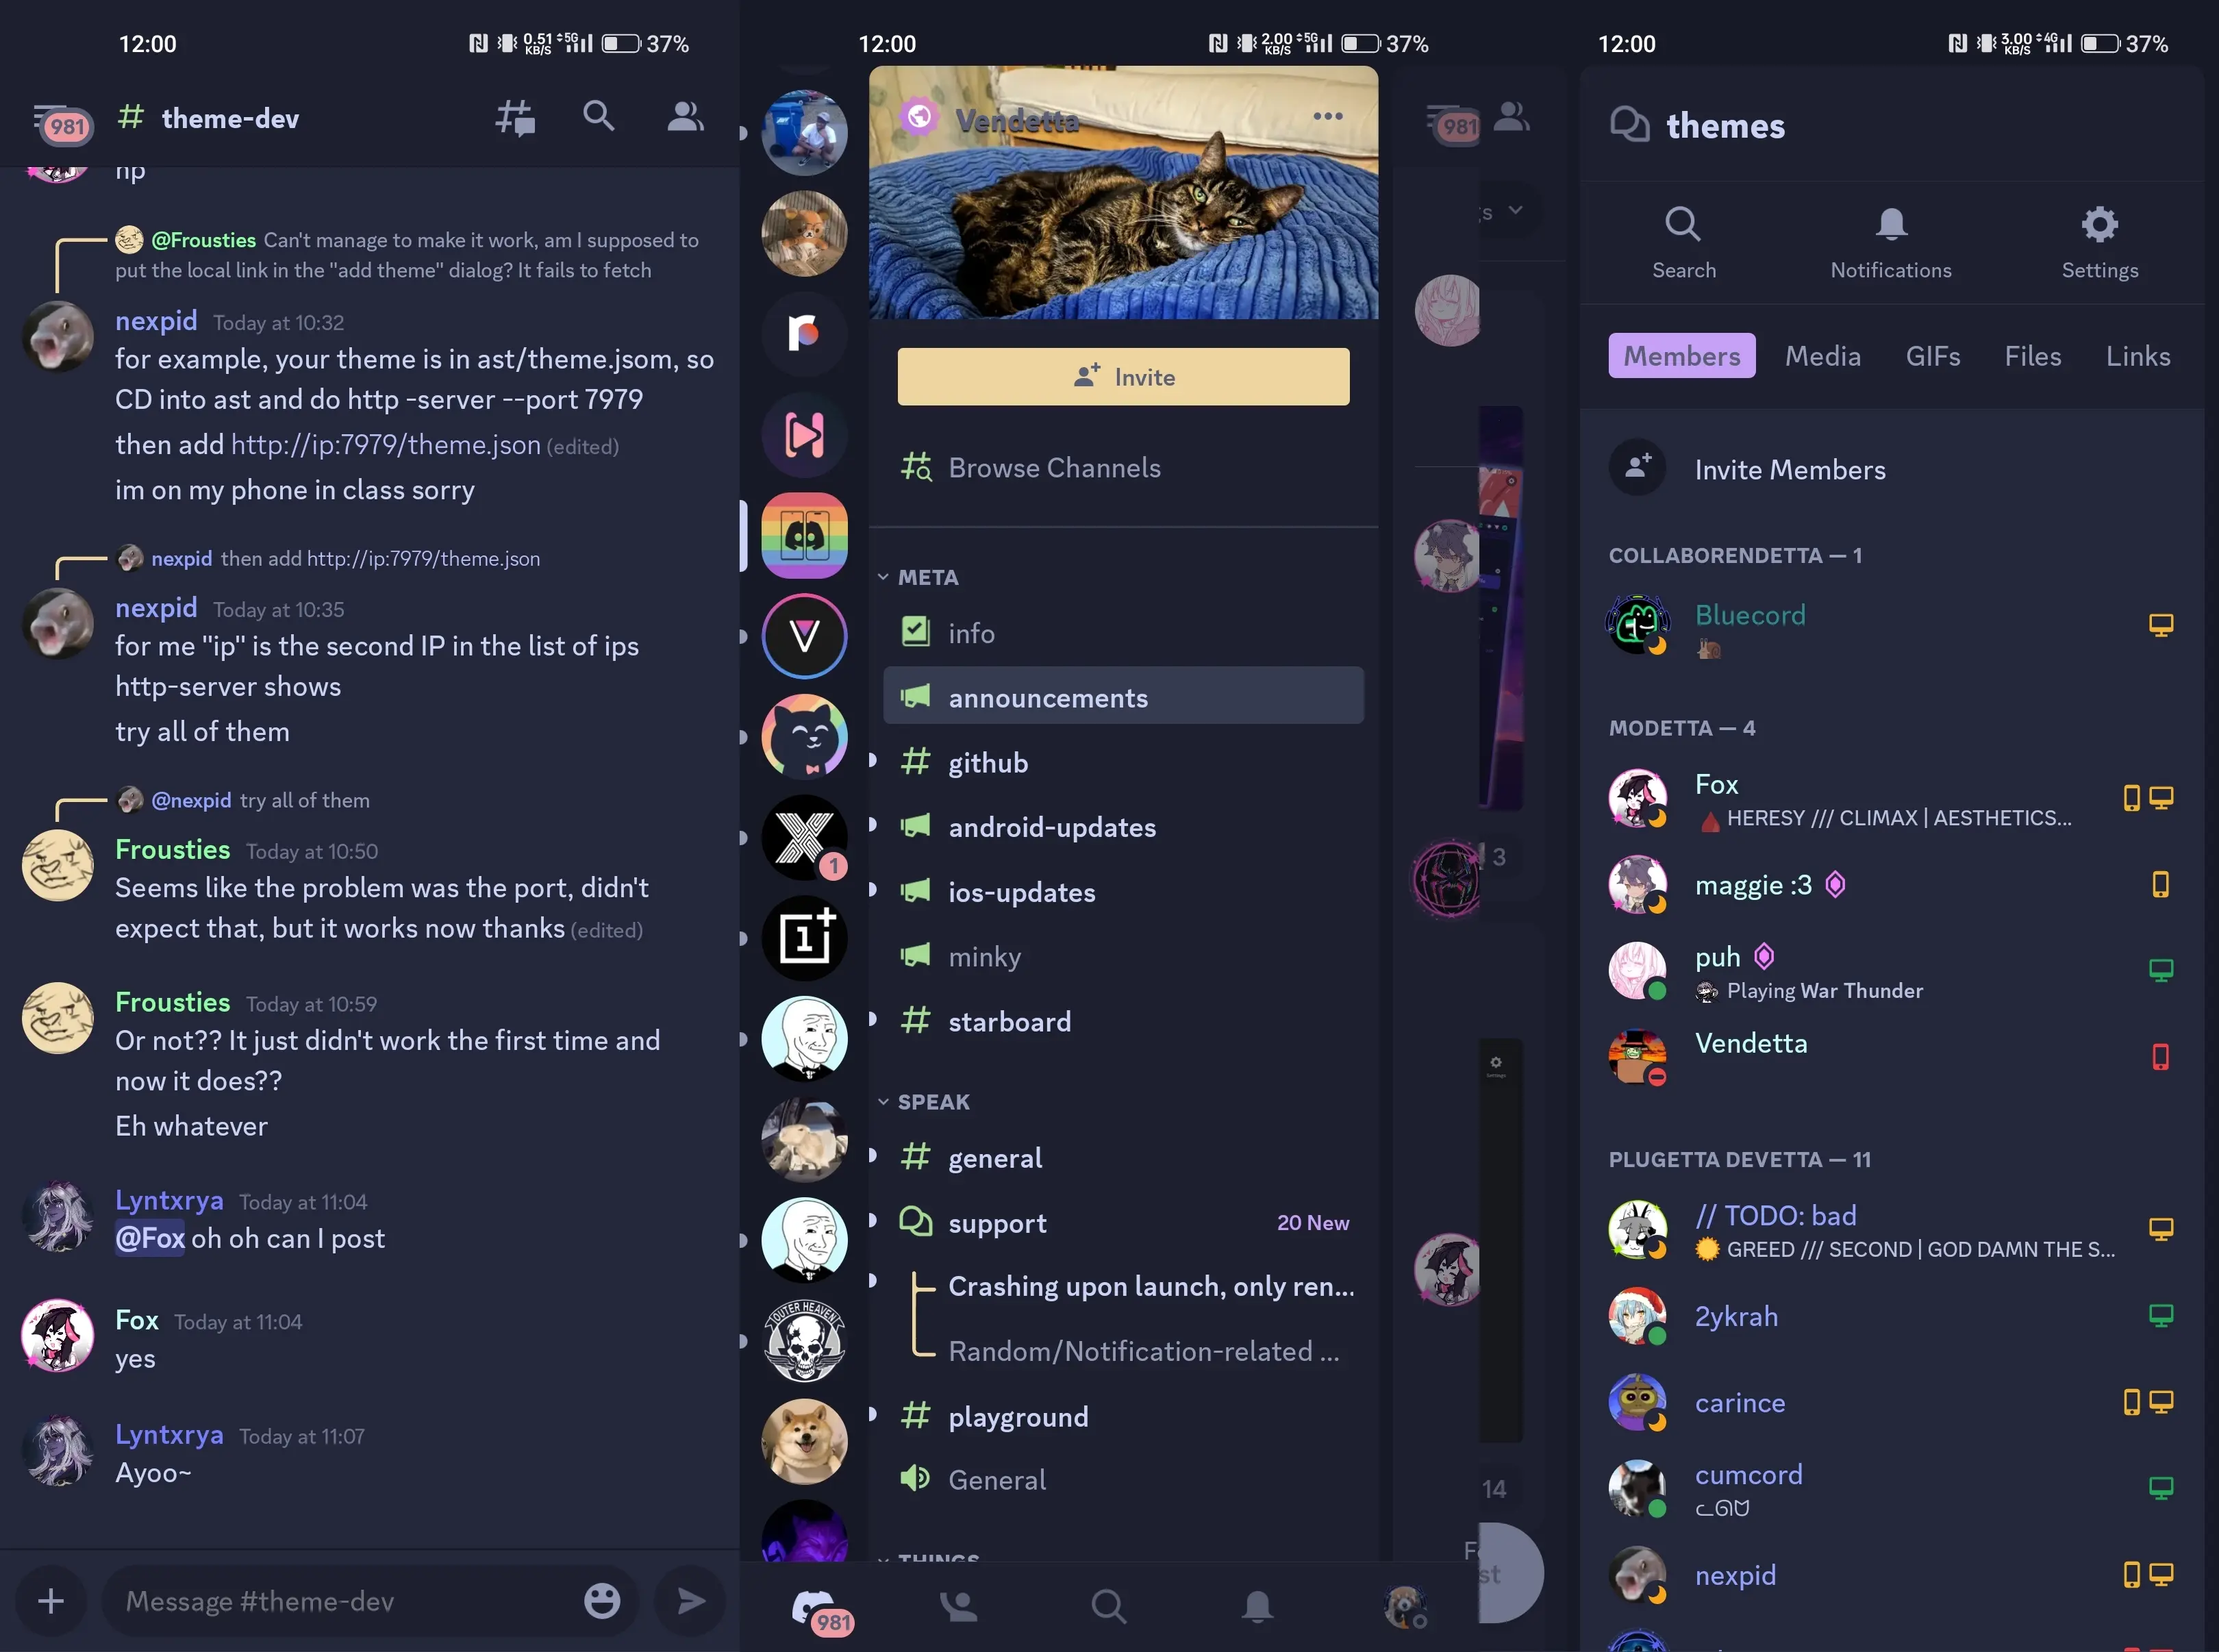 12:00
0.51 KB/S 5G 37%
981
# theme-dev
np
@Frousties Can't manage to make it work, am I supposed to
put the local link in the "add theme" dialog? It fails to fetch
nexpid Today at 10:32
for example, your theme is in ast/theme.jsom, so
CD into ast and do http -server --port 7979
then add http://ip:7979/theme.json (edited)
im on my phone in class sorry
nexpid then add http://ip:7979/theme.json
nexpid Today at 10:35
for me "ip" is the second IP in the list of ips
http-server shows
try all of them
@nexpid try all of them
Frousties Today at 10:50
Seems like the problem was the port, didn't
expect that, but it works now thanks (edited)
Frousties Today at 10:59
Or not?? It just didn't work the first time and
now it does??
Eh whatever
Lyntxrya Today at 11:04
@Fox oh oh can I post
Fox Today at 11:04
yes
Lyntxrya Today at 11:07
Ayoo~
Message #theme-dev
12:00
2.00 KB/S 5G 37%
Vendetta
Invite
Browse Channels
META
info
announcements
github
android-updates
ios-updates
minky
starboard
SPEAK
general
support 20 New
Crashing upon launch, only ren...
Random/Notification-related ...
playground
General
THINGS
1
OUTER HEAVEN
981
981
3
Settings
14
st
12:00
3.00 KB/S 4G 37%
themes
Search
Notifications
Settings
Members
Media
GIFs
Files
Links
Invite Members
COLLABORENDETTA — 1
Bluecord
MODETTA — 4
Fox
HERESY /// CLIMAX | AESTHETICS...
maggie :3
puh
Playing War Thunder
Vendetta
PLUGETTA DEVETTA — 11
// TODO: bad
GREED /// SECOND | GOD DAMN THE S...
2ykrah
carince
cumcord
nexpid